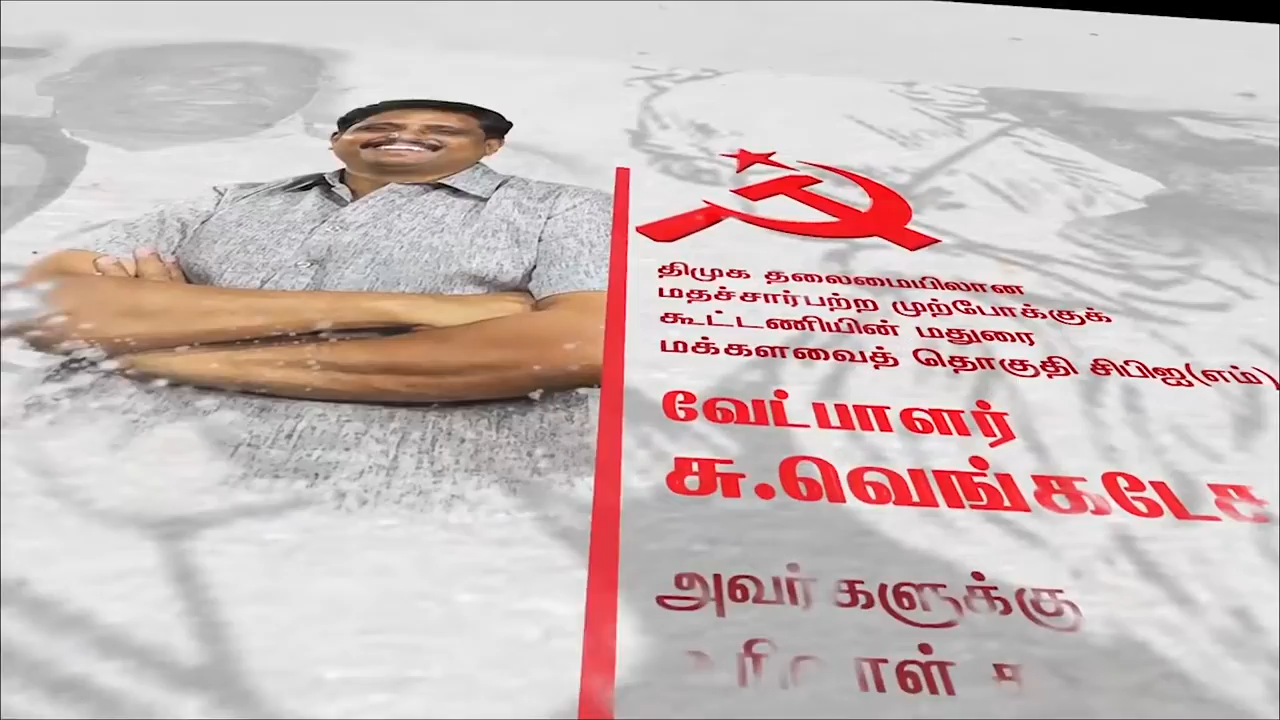 திமுக தலைமையிலான
மதச்சார்பற்ற முற்போக்குக்
கூட்டணியின் மதுரை
மக்களவைத் தொகுதி சிபிஐ(எம்)
வேட்பாளர்
சு.வெங்கடேச
அவர்களுக்கு